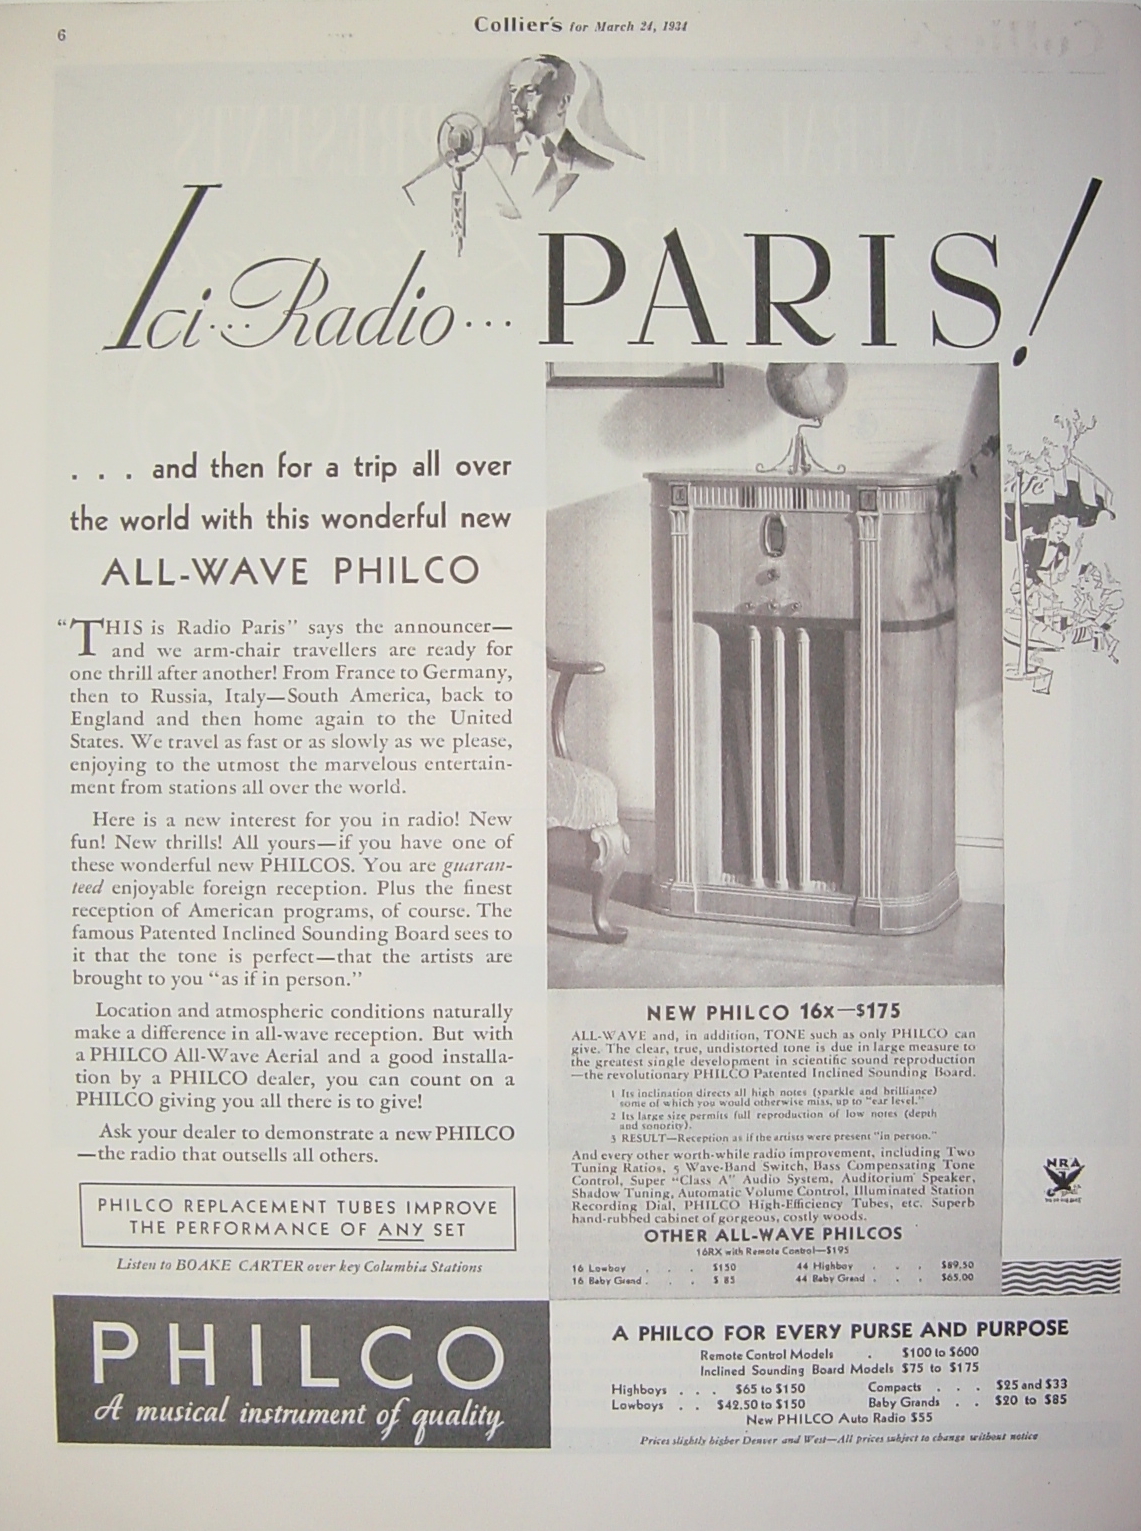 6
Collier's for March 24, 1934
Ici...Radio...PARIS!
. . . and then for a trip all over
the world with this wonderful new
ALL-WAVE PHILCO
"THIS is Radio Paris" says the announcer—
and we arm-chair travellers are ready for
one thrill after another! From France to Germany,
then to Russia, Italy—South America, back to
England and then home again to the United
States. We travel as fast or as slowly as we please,
enjoying to the utmost the marvelous entertain-
ment from stations all over the world.
Here is a new interest for you in radio! New
fun! New thrills! All yours—if you have one of
these wonderful new PHILCOS. You are guaran-
teed enjoyable foreign reception. Plus the finest
reception of American programs, of course. The
famous Patented Inclined Sounding Board sees to
it that the tone is perfect—that the artists are
brought to you "as if in person."
Location and atmospheric conditions naturally
make a difference in all-wave reception. But with
a PHILCO All-Wave Aerial and a good installa-
tion by a PHILCO dealer, you can count on a
PHILCO giving you all there is to give!
Ask your dealer to demonstrate a new PHILCO
—the radio that outsells all others.
PHILCO REPLACEMENT TUBES IMPROVE
THE PERFORMANCE OF ANY SET
Listen to BOAKE CARTER over key Columbia Stations
PHILCO
A musical instrument of quality
Café
NEW PHILCO 16x—$175
ALL-WAVE and, in addition, TONE such as only PHILCO can
give. The clear, true, undistorted tone is due in large measure to
the greatest single development in scientific sound reproduction
—the revolutionary PHILCO Patented Inclined Sounding Board.
1 Its inclination directs all high notes (sparkle and brilliance)
some of which you would otherwise miss, up to "ear level."
2 Its large size permits full reproduction of low notes (depth
and sonority).
3 RESULT—Reception as if the artists were present "in person."
And every other worth-while radio improvement, including Two
Tuning Ratios, 5 Wave-Band Switch, Bass Compensating Tone
Control, Super "Class A" Audio System, Auditorium Speaker,
Shadow Tuning, Automatic Volume Control, Illuminated Station
Recording Dial, PHILCO High-Efficiency Tubes, etc. Superb
hand-rubbed cabinet of gorgeous, costly woods.
OTHER ALL-WAVE PHILCOS
16RX with Remote Control—$195
16 Lowboy . . . $150 44 Highboy . . . $89.50
16 Baby Grand . . . $ 85 44 Baby Grand . . . $65.00
NRA
A PHILCO FOR EVERY PURSE AND PURPOSE
Remote Control Models . $100 to $600
Inclined Sounding Board Models $75 to $175
Highboys . . . $65 to $150 Compacts . . . $25 and $33
Lowboys . . $42.50 to $150 Baby Grands . . $20 to $85
New PHILCO Auto Radio $55
Prices slightly higher Denver and West—All prices subject to change without notice